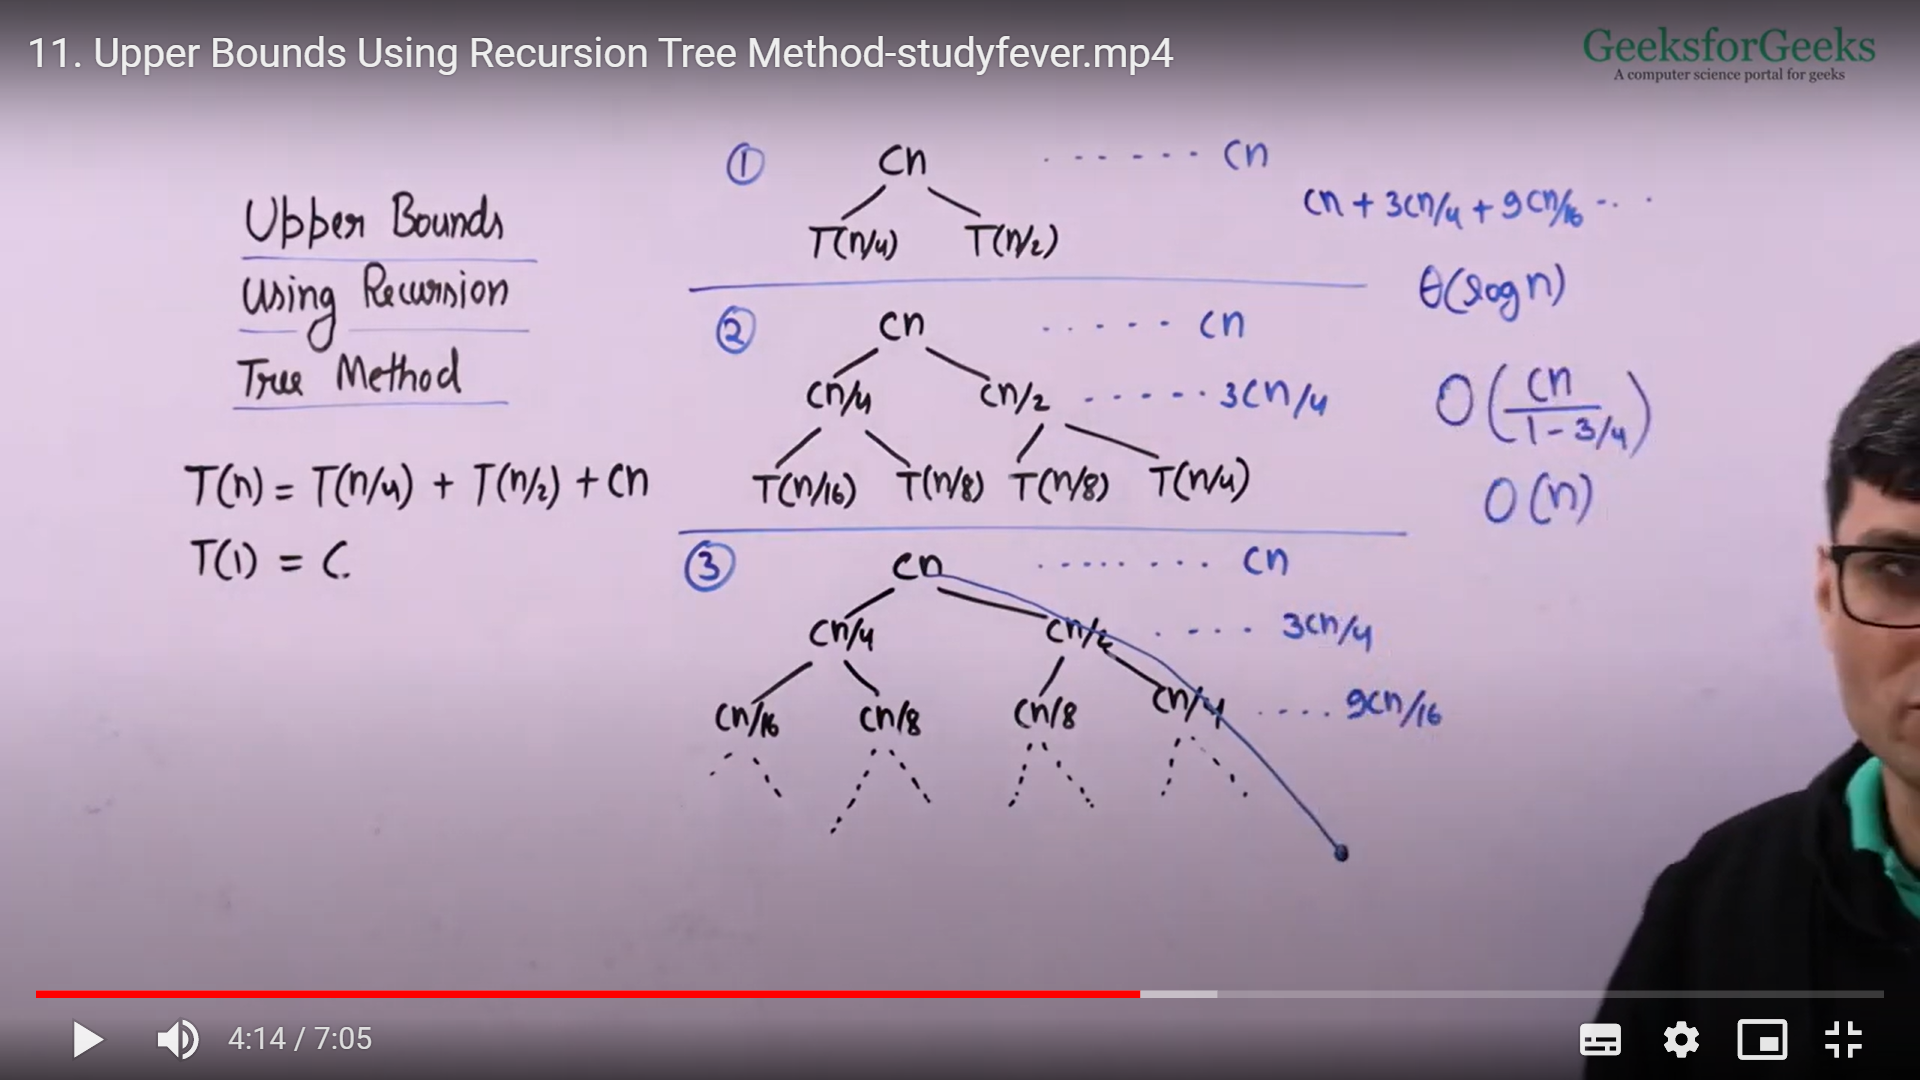 11. Upper Bounds Using Recursion Tree Method-studyfever.mp4
GeeksforGeeks
A computer science portal for geeks
Upper Bounds
Using Recursion
Tree Method
T(n) = T(n/4) + T(n/2) + Cn
T(1) = C.
① Cn ...... Cn
T(n/4) T(n/2)
② Cn ..... Cn
Cn/4 Cn/2 ..... 3Cn/4
T(n/16) T(n/8) T(n/8) T(n/4)
③ Cn ........ Cn
Cn/4 Cn/2 .... 3Cn/4
Cn/16 Cn/8 Cn/8 Cn/4 .... 9Cn/16
Cn + 3Cn/4 + 9Cn/16 ....
θ(log n)
O(Cn/(1-3/4))
O(n)
4:14 / 7:05